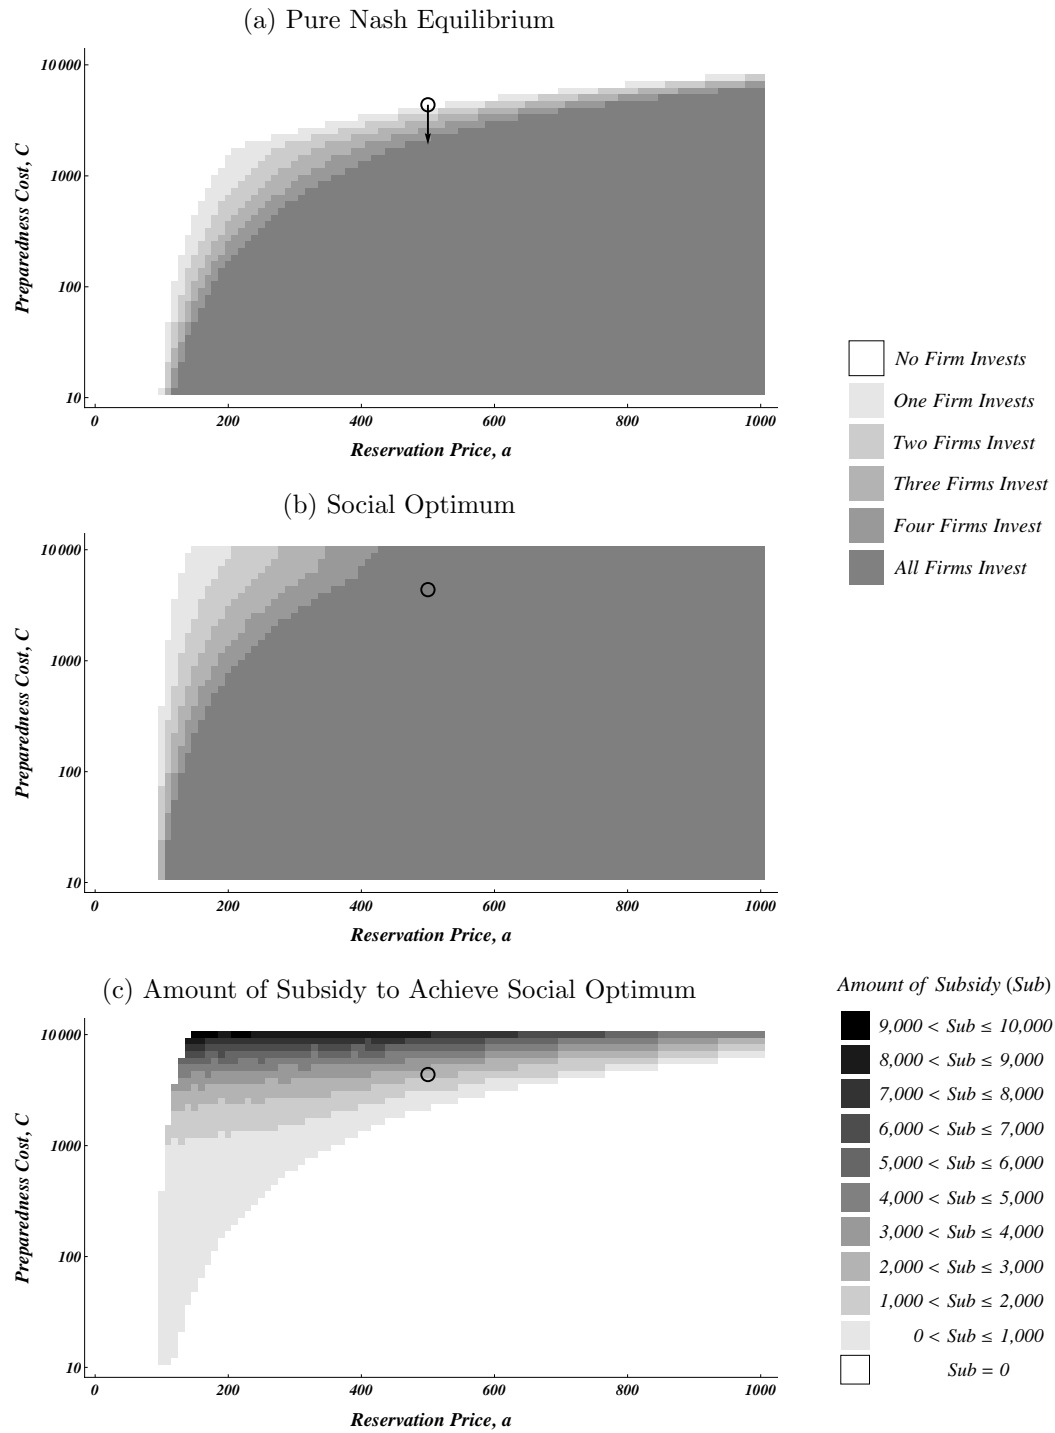 (a) Pure Nash Equilibrium
10 000
1000
100
10
Preparedness Cost, C
0 200 400 600 800 1000
Reservation Price, a
No Firm Invests
One Firm Invests
Two Firms Invest
Three Firms Invest
Four Firms Invest
All Firms Invest
(b) Social Optimum
10 000
1000
100
10
Preparedness Cost, C
0 200 400 600 800 1000
Reservation Price, a
(c) Amount of Subsidy to Achieve Social Optimum
10 000
1000
100
10
Preparedness Cost, C
0 200 400 600 800 1000
Reservation Price, a
Amount of Subsidy (Sub)
9,000 < Sub ≤ 10,000
8,000 < Sub ≤ 9,000
7,000 < Sub ≤ 8,000
6,000 < Sub ≤ 7,000
5,000 < Sub ≤ 6,000
4,000 < Sub ≤ 5,000
3,000 < Sub ≤ 4,000
2,000 < Sub ≤ 3,000
1,000 < Sub ≤ 2,000
0 < Sub ≤ 1,000
Sub = 0